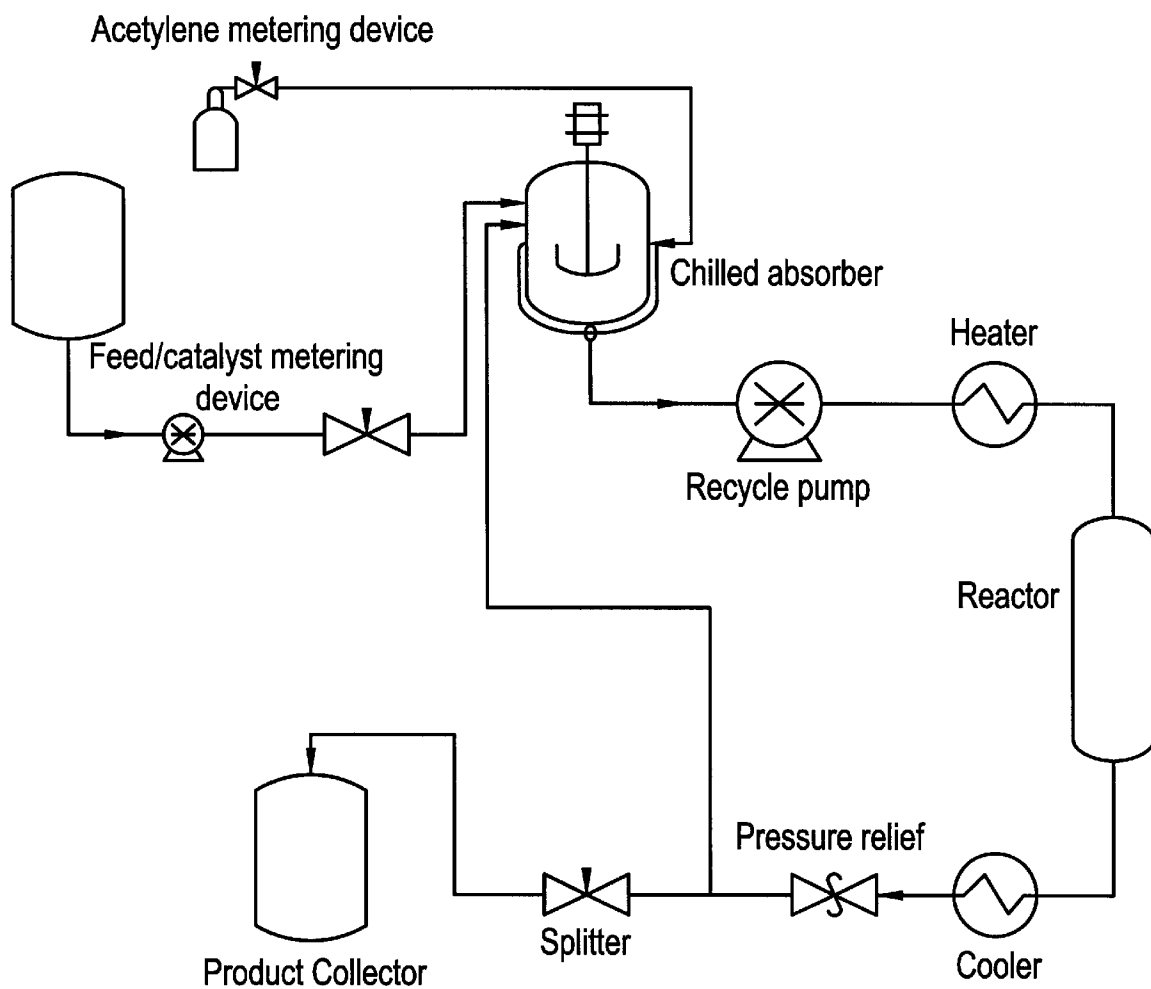 Acetylene metering device
Chilled absorber
Feed/catalyst metering
device
Heater
Recycle pump
Reactor
Pressure relief
Splitter
Cooler
Product Collector